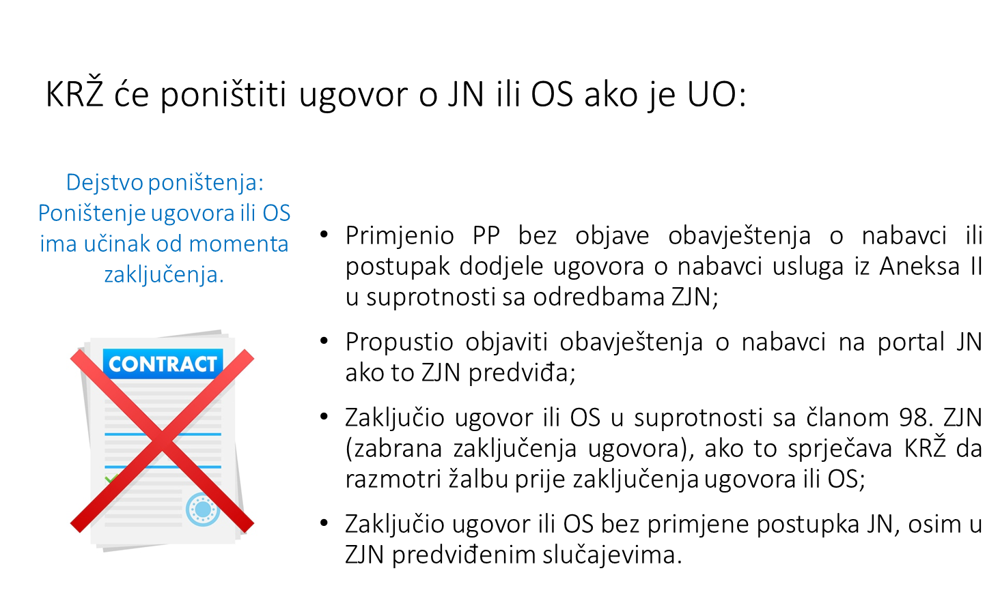 KRŽ će poništiti ugovor o JN ili OS ako je UO:
Dejstvo poništenja:
Poništenje ugovora ili OS
ima učinak od momenta
zaključenja.
CONTRACT
• Primjenio PP bez objave obavještenja o nabavci ili
postupak dodjele ugovora o nabavci usluga iz Aneksa II
u suprotnosti sa odredbama ZJN;
• Propustio objaviti obavještenja o nabavci na portal JN
ako to ZJN predviđa;
• Zaključio ugovor ili OS u suprotnosti sa članom 98. ZJN
(zabrana zaključenja ugovora), ako to sprječava KRŽ da
razmotri žalbu prije zaključenja ugovora ili OS;
• Zaključio ugovor ili OS bez primjene postupka JN, osim u
ZJN predviđenim slučajevima.